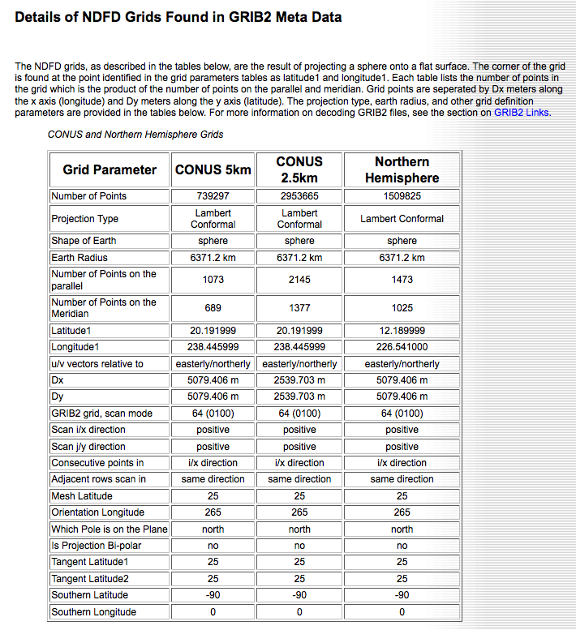 Details of NDFD Grids Found in GRIB2 Meta Data
The NDFD grids, as described in the tables below, are the result of projecting a sphere onto a flat surface. The corner of the grid
is found at the point identified in the grid parameters tables as latitude1 and longitude1. Each table lists the number of points in
the grid which is the product of the number of points on the parallel and meridian. Grid points are seperated by Dx meters along
the x axis (longitude) and Dy meters along the y axis (latitude). The projection type, earth radius, and other grid definition
parameters are provided in the tables below. For more information on decoding GRIB2 files, see the section on GRIB2 Links.
CONUS and Northern Hemisphere Grids
Grid Parameter CONUS 5km CONUS 2.5km Northern Hemisphere
Number of Points 739297 2953665 1509825
Projection Type Lambert Conformal Lambert Conformal Lambert Conformal
Shape of Earth sphere sphere sphere
Earth Radius 6371.2 km 6371.2 km 6371.2 km
Number of Points on the parallel 1073 2145 1473
Number of Points on the Meridian 689 1377 1025
Latitude1 20.191999 20.191999 12.189999
Longitude1 238.445999 238.445999 226.541000
u/v vectors relative to easterly/northerly easterly/northerly easterly/northerly
Dx 5079.406 m 2539.703 m 5079.406 m
Dy 5079.406 m 2539.703 m 5079.406 m
GRIB2 grid, scan mode 64 (0100) 64 (0100) 64 (0100)
Scan i/x direction positive positive positive
Scan j/y direction positive positive positive
Consecutive points in i/x direction i/x direction i/x direction
Adjacent rows scan in same direction same direction same direction
Mesh Latitude 25 25 25
Orientation Longitude 265 265 265
Which Pole is on the Plane north north north
Is Projection Bi-polar no no no
Tangent Latitude1 25 25 25
Tangent Latitude2 25 25 25
Southern Latitude -90 -90 -90
Southern Longitude 0 0 0